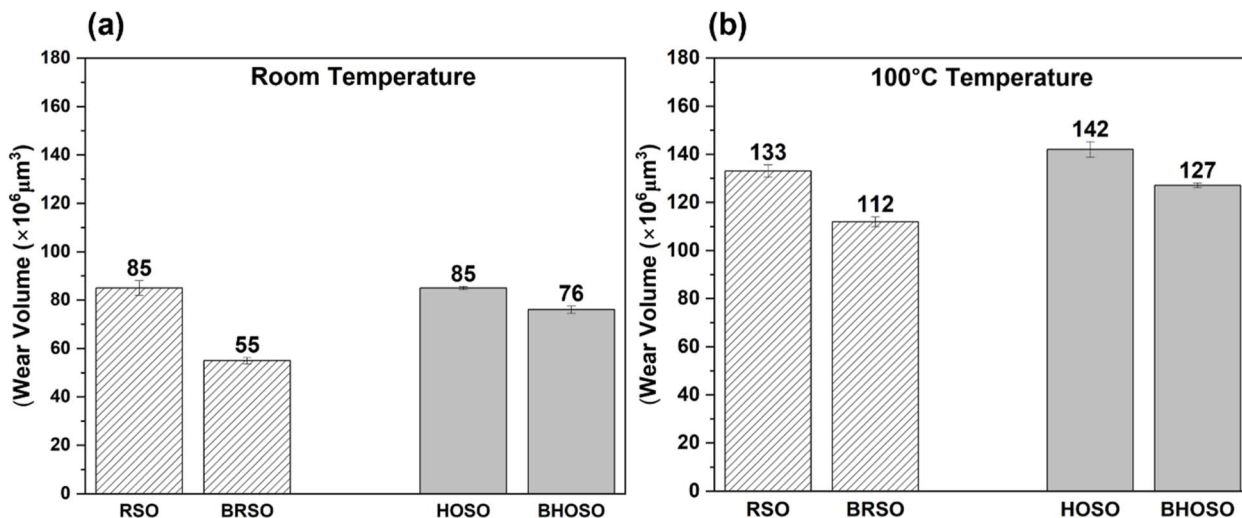 (a)
(Wear Volume (×10⁶μm³)
180
160
140
120
100
80
60
40
20
0
Room Temperature
85
55
85
76
RSO
BRSO
HOSO
BHOSO
(b)
(Wear Volume (×10⁶μm³)
180
160
140
120
100
80
60
40
20
0
100°C Temperature
133
112
142
127
RSO
BRSO
HOSO
BHOSO